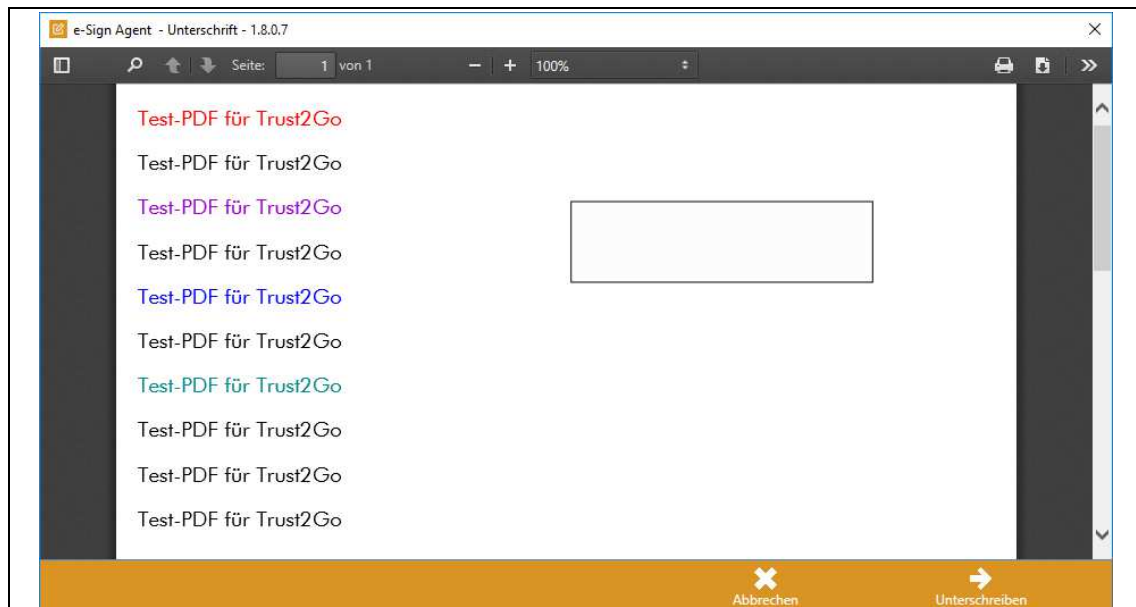 e-Sign Agent - Unterschrift - 1.8.0.7
Seite: 1 von 1 100%
Test-PDF für Trust2Go
Test-PDF für Trust2Go
Test-PDF für Trust2Go
Test-PDF für Trust2Go
Test-PDF für Trust2Go
Test-PDF für Trust2Go
Test-PDF für Trust2Go
Test-PDF für Trust2Go
Test-PDF für Trust2Go
Test-PDF für Trust2Go
Abbrechen Unterschreiben